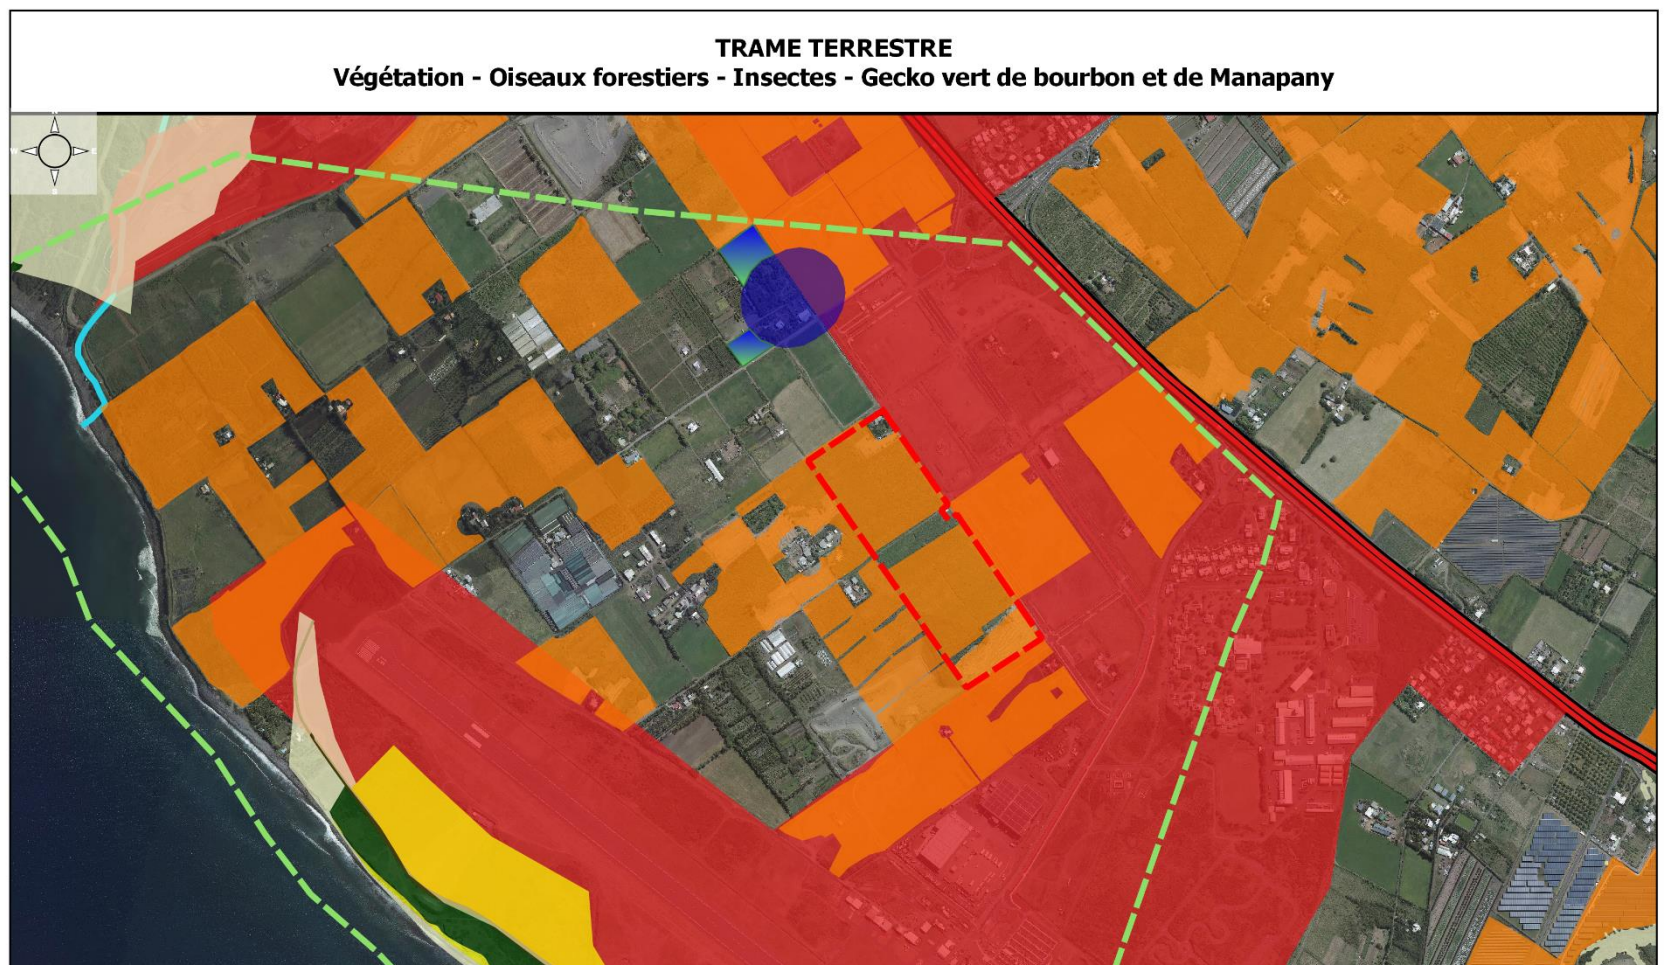 TRAME TERRESTRE
Végétation - Oiseaux forestiers - Insectes - Gecko vert de bourbon et de Manapany